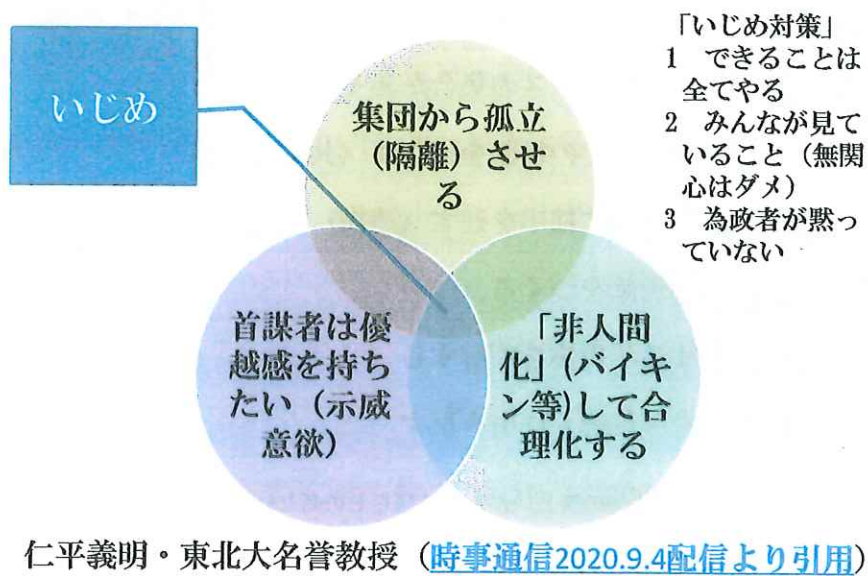 いじめ
集団から孤立
（隔離）させ
る
首謀者は優
越感を持ち
たい（示威
意欲）
「非人間
化」（バイキ
ン等）して合
理化する
「いじめ対策」
1　できることは
全てやる
2　みんなが見て
いること（無関
心はダメ）
3　為政者が黙っ
ていない
仁平義明・東北大名誉教授（時事通信2020.9.4配信より引用）